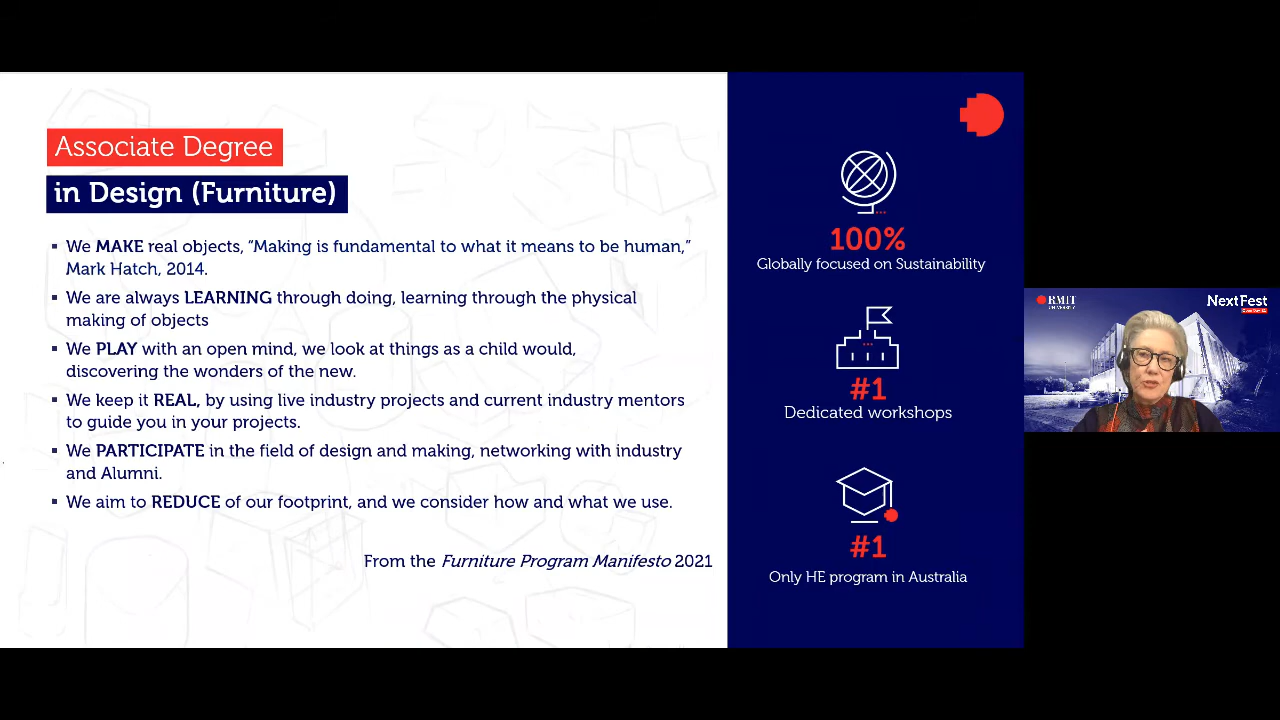 Associate Degree
in Design (Furniture)
▪ We MAKE real objects, “Making is fundamental to what it means to be human,”
Mark Hatch, 2014.
▪ We are always LEARNING through doing, learning through the physical
making of objects
▪ We PLAY with an open mind, we look at things as a child would,
discovering the wonders of the new.
▪ We keep it REAL, by using live industry projects and current industry mentors
to guide you in your projects.
▪ We PARTICIPATE in the field of design and making, networking with industry
and Alumni.
▪ We aim to REDUCE of our footprint, and we consider how and what we use.
From the Furniture Program Manifesto 2021
100%
Globally focused on Sustainability
#1
Dedicated workshops
#1
Only HE program in Australia
RMIT
UNIVERSITY
NextFest